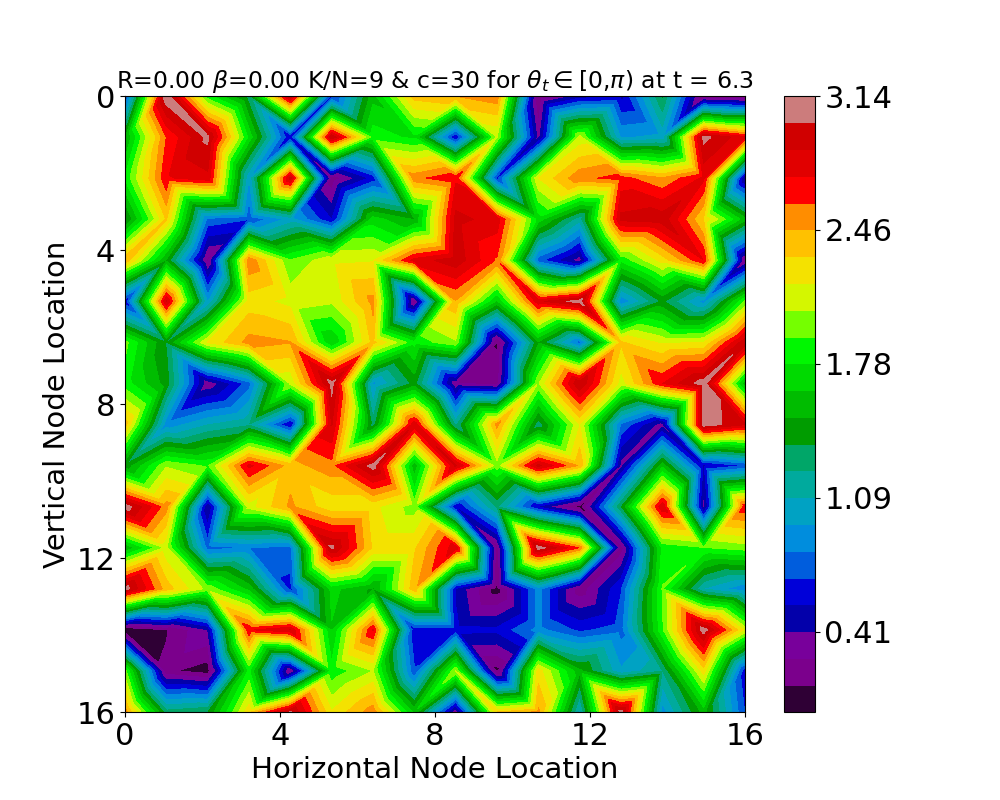 R=0.00 β=0.00 K/N=9 & c=30 for θt ∈ [0,π) at t = 6.3
0
4
8
12
16
0 4 8 12 16
Vertical Node Location
Horizontal Node Location
3.14
2.46
1.78
1.09
0.41